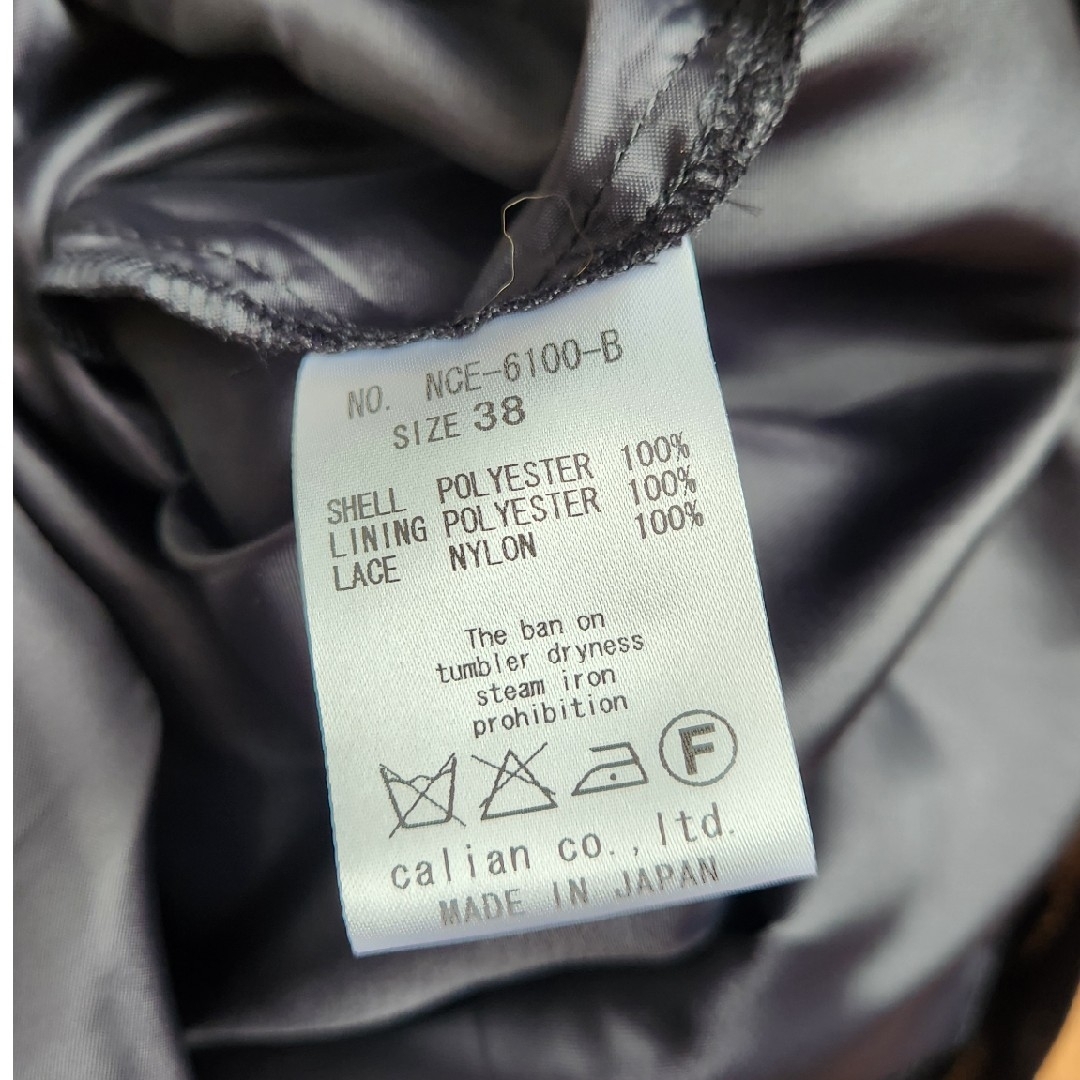 NO. NCE-6100-B
SIZE 38
SHELL POLYESTER 100%
LINING POLYESTER 100%
LACE NYLON 100%
The ban on
tumbler dryness
steam iron
prohibition
F
calian co., ltd.
MADE IN JAPAN